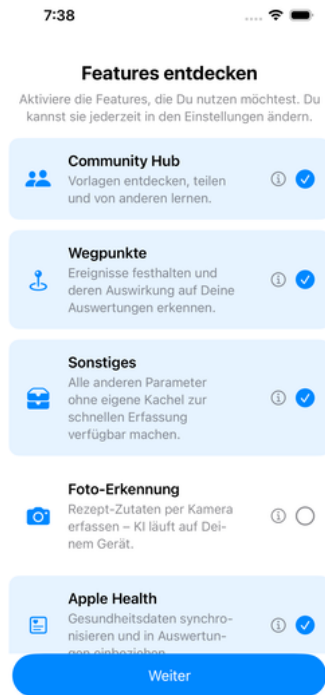 7:38
Features entdecken
Aktiviere die Features, die Du nutzen möchtest. Du
kannst sie jederzeit in den Einstellungen ändern.
Community Hub
Vorlagen entdecken, teilen
und von anderen lernen.
Wegpunkte
Ereignisse festhalten und
deren Auswirkung auf Deine
Auswertungen erkennen.
Sonstiges
Alle anderen Parameter
ohne eigene Kachel zur
schnellen Erfassung
verfügbar machen.
Foto-Erkennung
Rezept-Zutaten per Kamera
erfassen – KI läuft auf Dei-
nem Gerät.
Apple Health
Gesundheitsdaten synchro-
nisieren und in Auswertun-
gen einbeziehen
Weiter